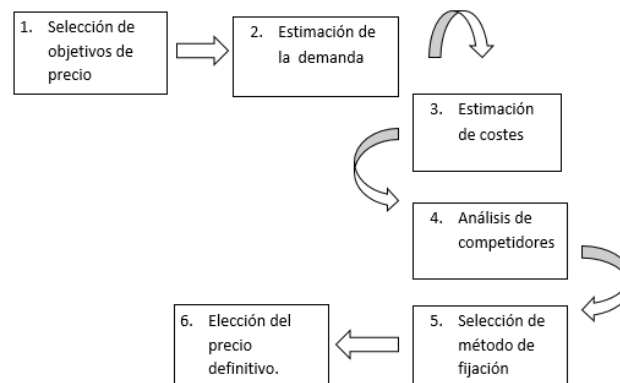 1. Selección de
objetivos de
precio
2. Estimación de
la demanda
3. Estimación
de costes
4. Análisis de
competidores
5. Selección de
método de
fijación
6. Elección del
precio
definitivo.